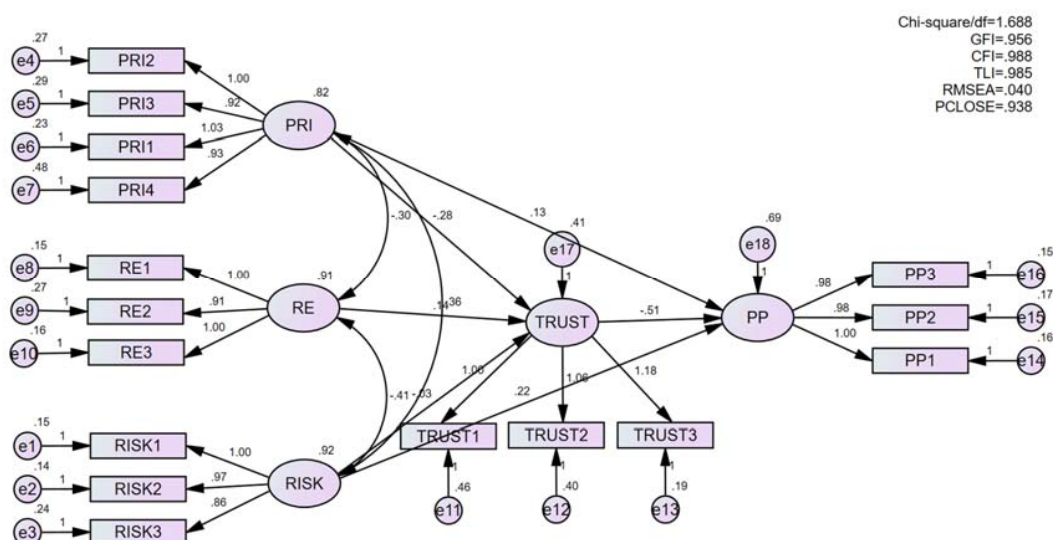 Chi-square/df=1.688
GFI=.956
CFI=.988
TLI=.985
RMSEA=.040
PCLOSE=.938
.27
e4
1
PRI2
1.00
.29
e5
1
PRI3
.92
.23
e6
1
PRI1
1.03
.48
e7
1
PRI4
.93
.82
PRI
-.30
-.28
.13
.41
e17
1
.69
e18
1
.15
e8
1
RE1
1.00
.27
e9
1
RE2
.91
.16
e10
1
RE3
1.00
.91
RE
.14
.36
TRUST
-.51
PP
.98
PP3
1
.15
e16
.98
PP2
1
.17
e15
1.00
PP1
1
.16
e14
-.41
-.03
1.00
.22
1.06
1.18
TRUST1
TRUST2
TRUST3
1
.46
e11
1
.40
e12
1
.19
e13
.15
e1
1
RISK1
1.00
.14
e2
1
RISK2
.97
.24
e3
1
RISK3
.86
.92
RISK